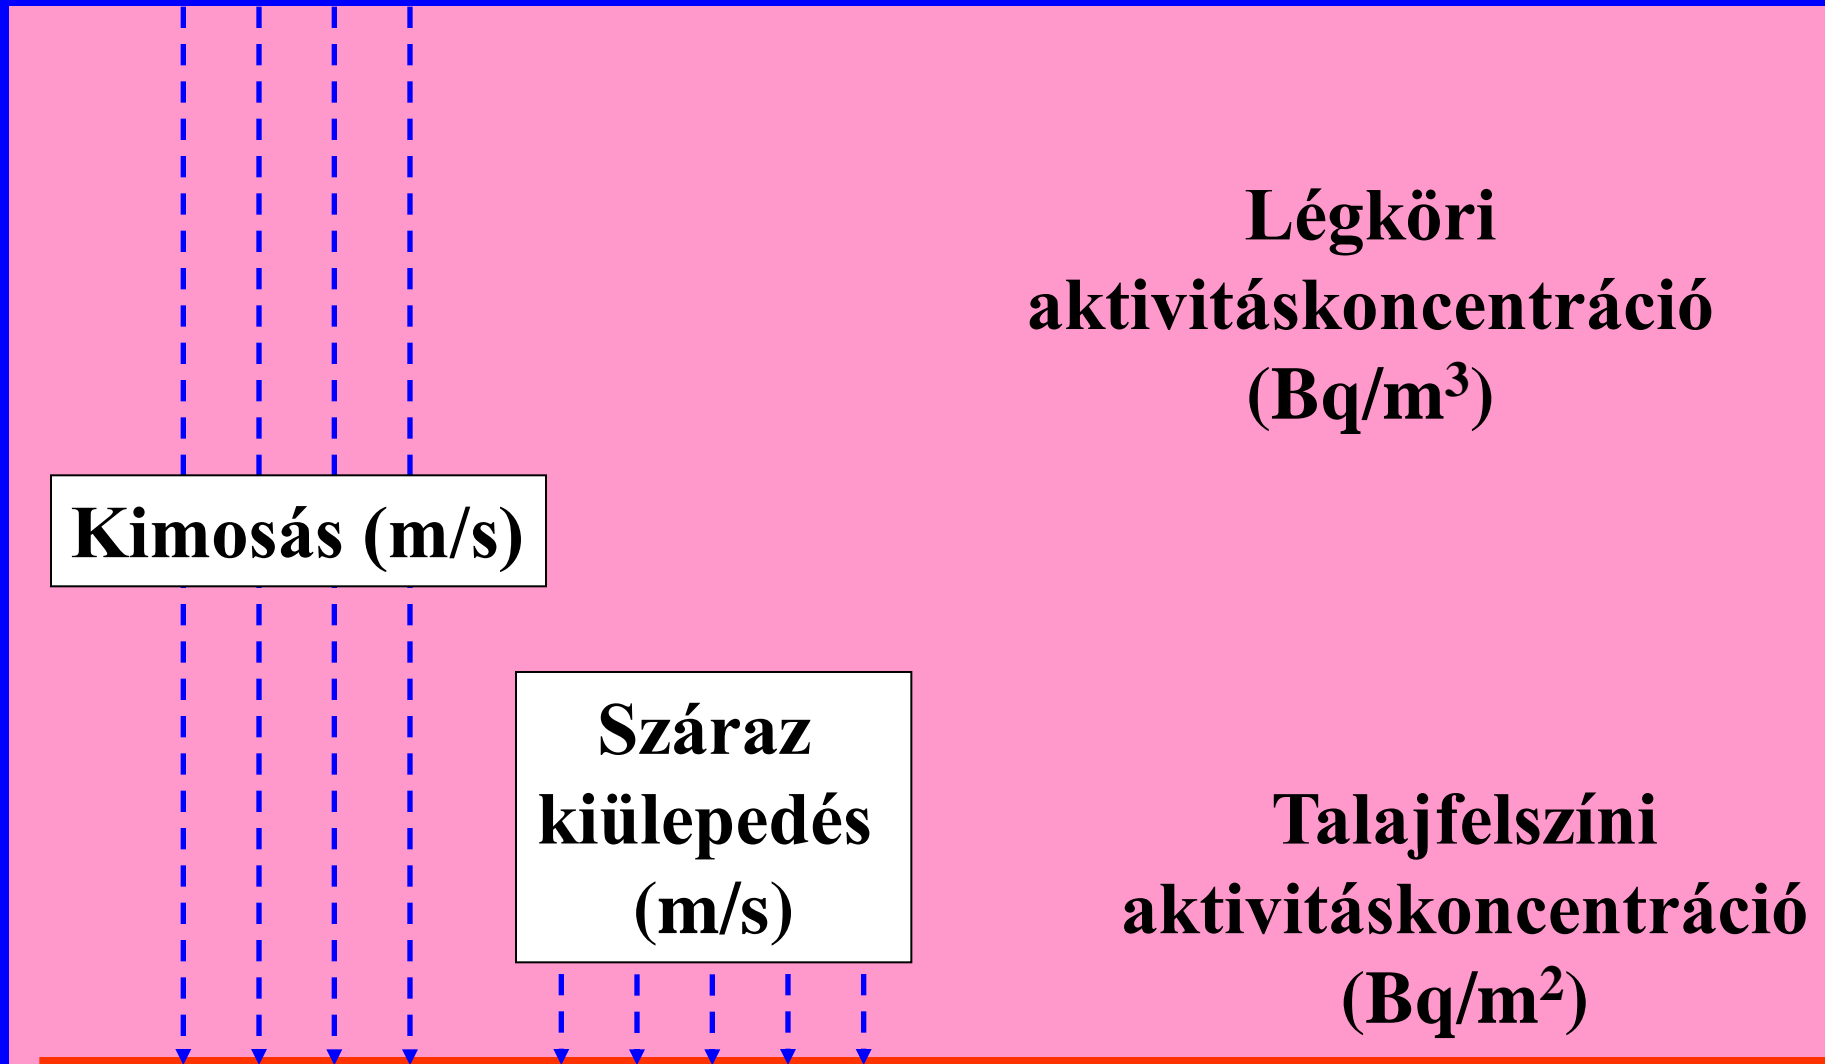 Légköri
aktivitáskoncentráció
(Bq/m³)
Kimosás (m/s)
Száraz
kiülepedés
(m/s)
Talajfelszíni
aktivitáskoncentráció
(Bq/m²)